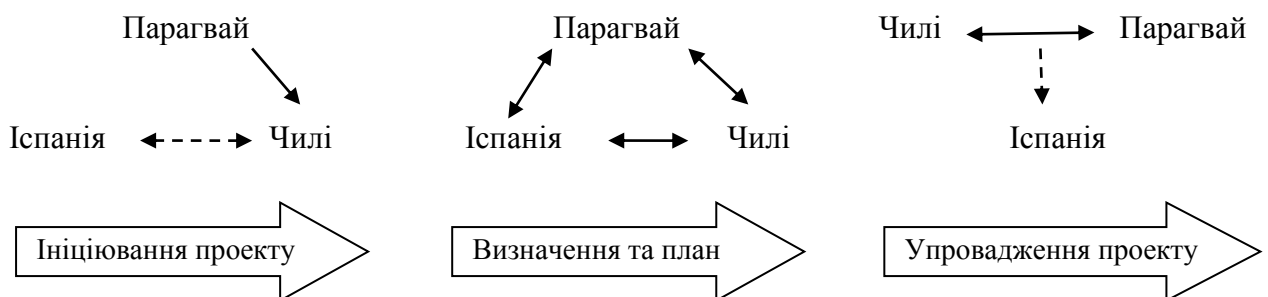 Парагвай
Іспанія
Чилі
Ініціювання проекту
Парагвай
Іспанія
Чилі
Визначення та план
Чилі
Парагвай
Іспанія
Упровадження проекту